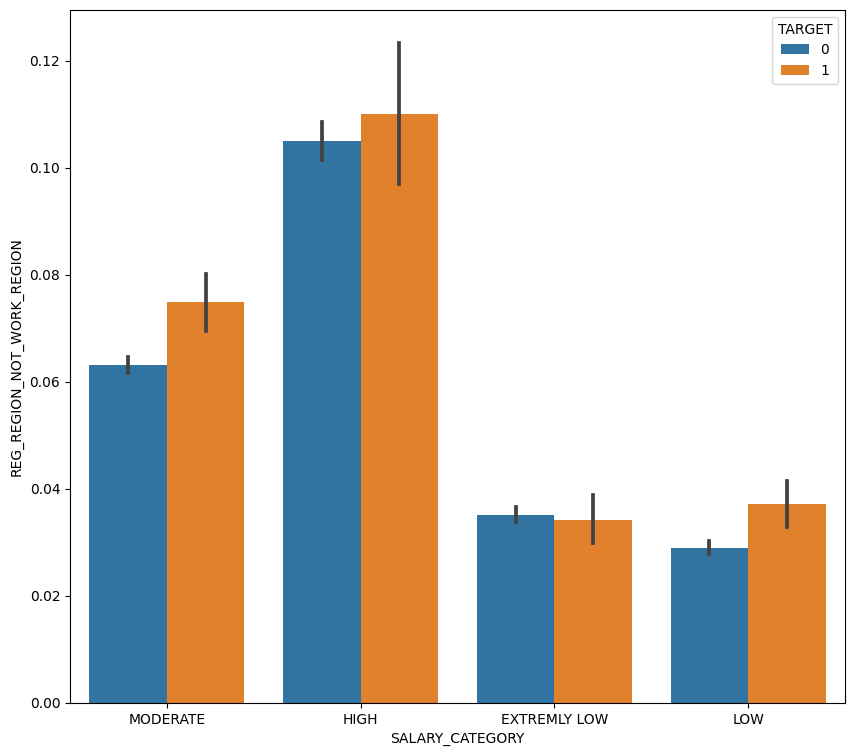 TARGET
0
1
0.12
0.10
0.08
0.06
0.04
0.02
0.00
REG_REGION_NOT_WORK_REGION
MODERATE
HIGH
EXTREMLY LOW
LOW
SALARY_CATEGORY